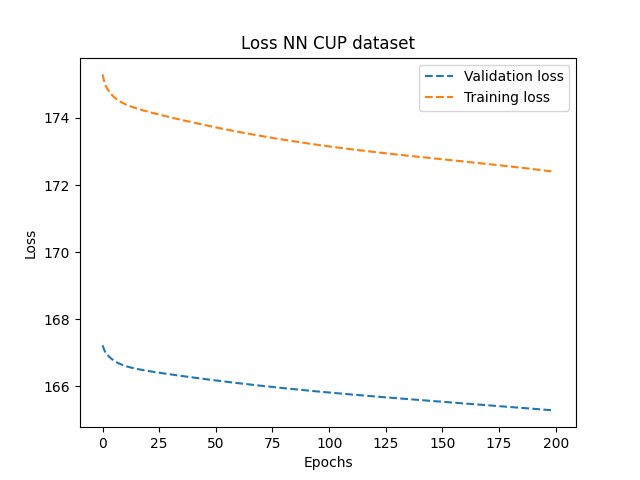 Loss NN CUP dataset
Validation loss
Training loss
174
172
170
168
166
Loss
0 25 50 75 100 125 150 175 200
Epochs